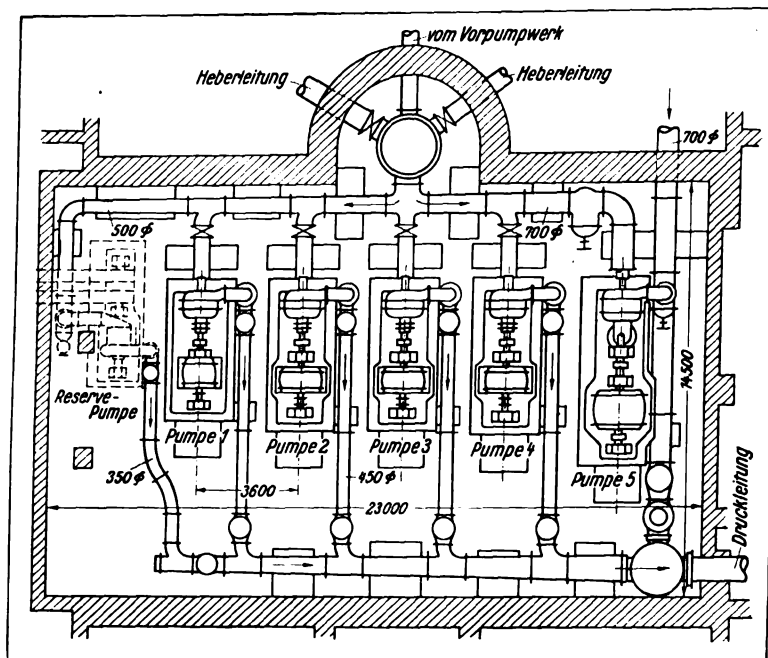 vom Vorpumpwerk
Heberleitung
Heberleitung
700 ϕ
500 ϕ
700 ϕ
Reserve-
Pumpe
Pumpe 1
Pumpe 2
Pumpe 3
Pumpe 4
Pumpe 5
14500
350 ϕ
3600
450 ϕ
23000
Druckleitung